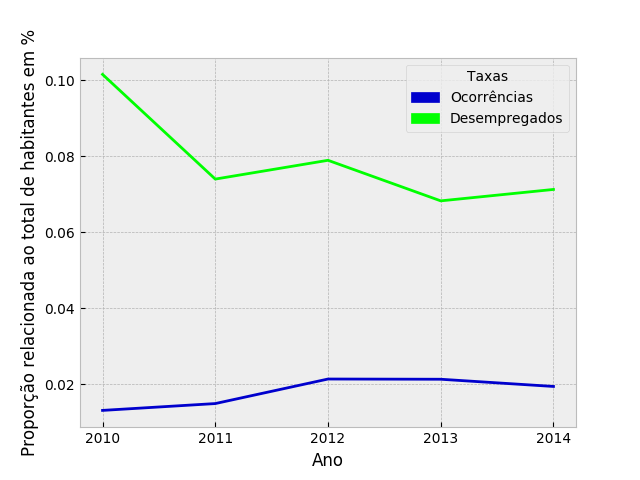 Proporção relacionada ao total de habitantes em %
0.10
0.08
0.06
0.04
0.02
Taxas
Ocorrências
Desempregados
2010 2011 2012 2013 2014
Ano